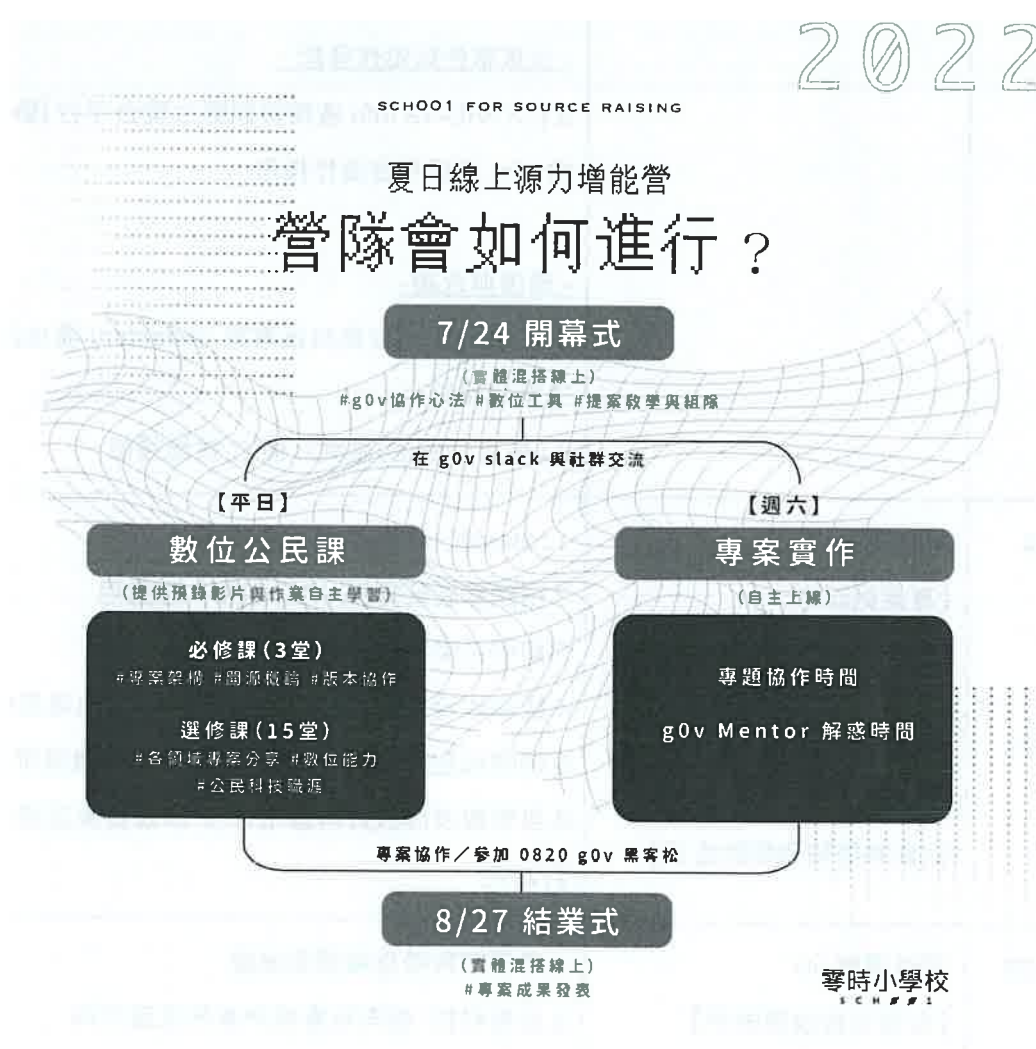 2022
SCHOO1 FOR SOURCE RAISING
夏日線上源力增能營
營隊會如何進行？
7/24 開幕式
(實體混搭線上)
#g0v協作心法 #數位工具 #提案教學與組隊
在 g0v slack 與社群交流
【平日】
數位公民課
(提供預錄影片與作業自主學習)
必修課(3堂)
#專案架構 #開源概論 #版本協作
選修課(15堂)
#各領域專案分享 #數位能力
#公民科技職涯
【週六】
專案實作
(自主上線)
專題協作時間
g0v Mentor 解惑時間
專案協作／參加 0820 g0v 黑客松
8/27 結業式
(實體混搭線上)
#專案成果發表
零時小學校
SCH001